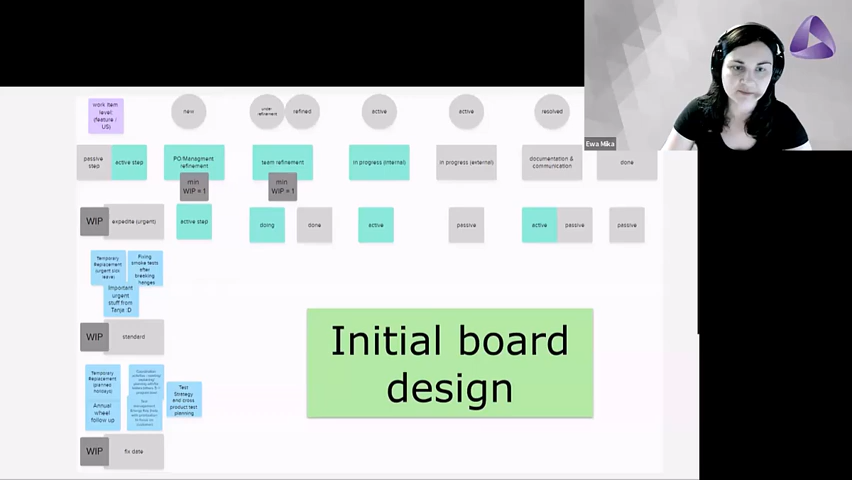 Ewa Mika
work item
level:
(feature /
US)
new
under
refinement
refined
active
active
resolved
passive
step
active step
PO/Managment
refinement
team refinement
in progress (internal)
in progress (external)
documentation &
communication
done
min
WIP = 1
min
WIP = 1
WIP
expedite (urgent)
active step
doing
done
active
passive
active
passive
passive
Temporary
Replacement
(urgent (sick
leave)
Fixing
smoke tests
after
breaking
Important
urgent
stuff from
Tanja :D
WIP
standard
Initial board
design
Temporary
Replacement
(planned
holidays)
Annual
wheel
follow up
Test
Strategy
and cross
product test
planning
WIP
fix date